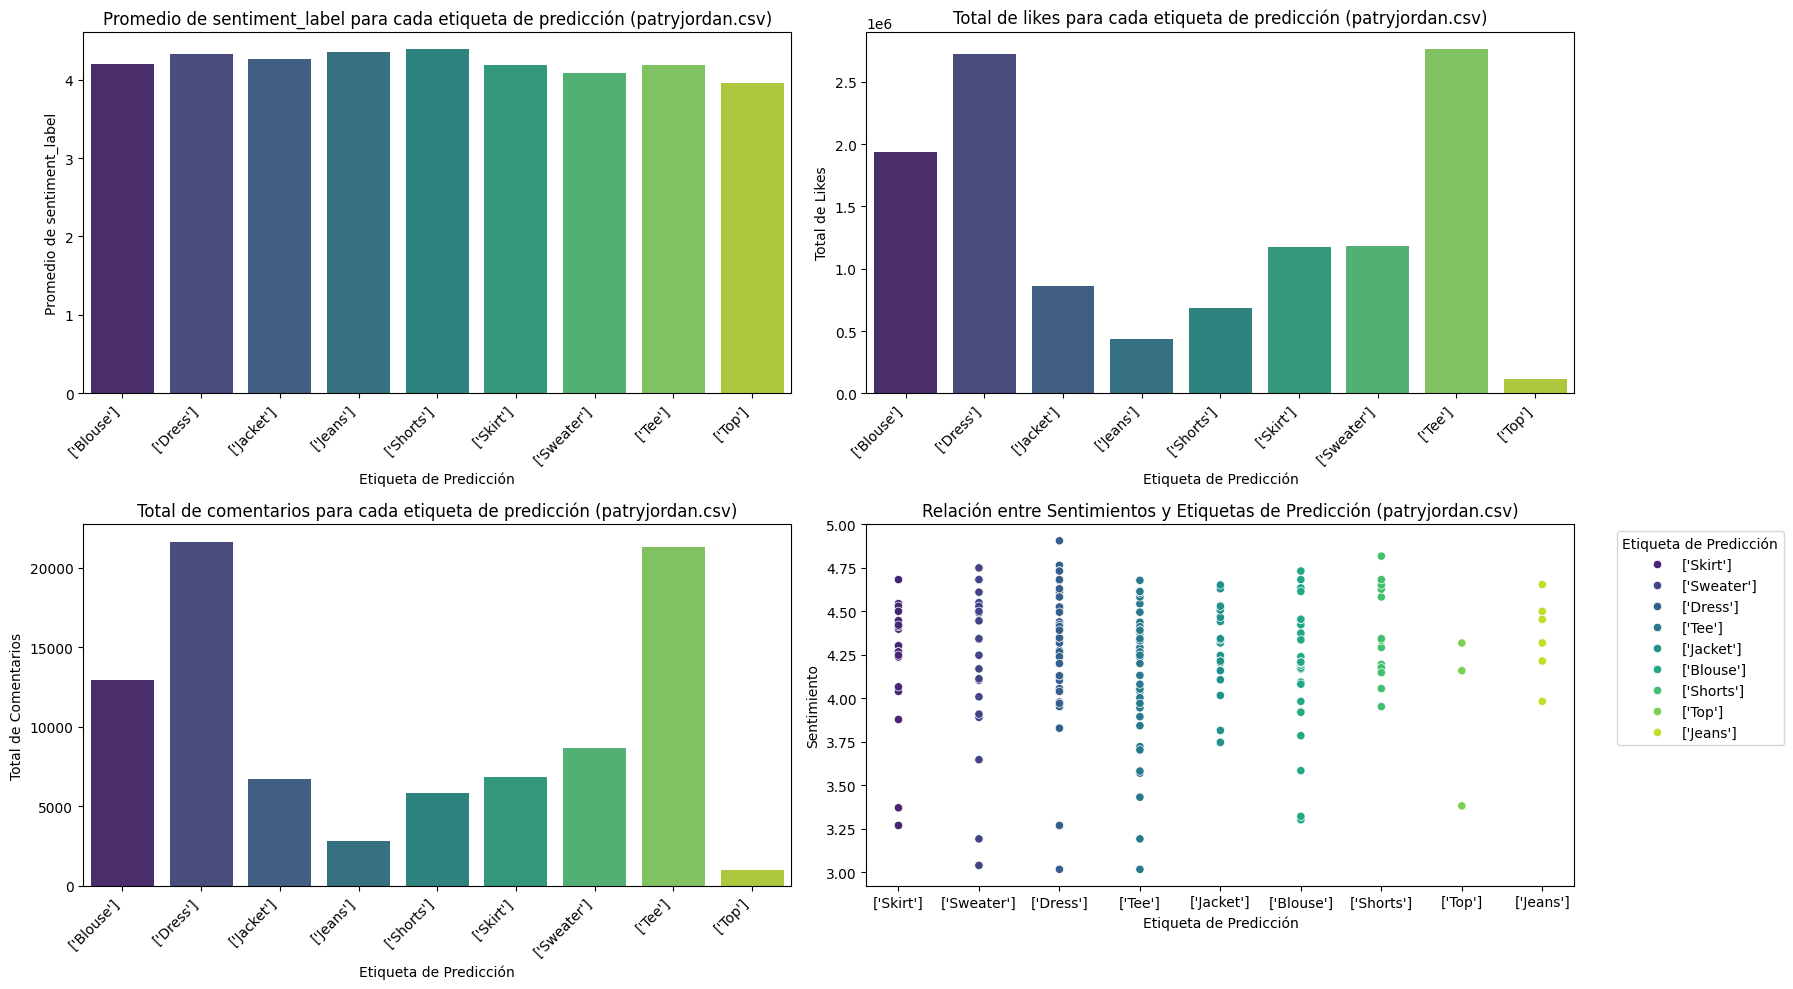 Promedio de sentiment_label para cada etiqueta de predicción (patryjordan.csv)
Promedio de sentiment_label
4
3
2
1
0
['Blouse']
['Dress']
['Jacket']
['Jeans']
['Shorts']
['Skirt']
['Sweater']
['Tee']
['Top']
Etiqueta de Predicción
Total de likes para cada etiqueta de predicción (patryjordan.csv)
1e6
Total de Likes
2.5
2.0
1.5
1.0
0.5
0.0
['Blouse']
['Dress']
['Jacket']
['Jeans']
['Shorts']
['Skirt']
['Sweater']
['Tee']
['Top']
Etiqueta de Predicción
Total de comentarios para cada etiqueta de predicción (patryjordan.csv)
Total de Comentarios
20000
15000
10000
5000
0
['Blouse']
['Dress']
['Jacket']
['Jeans']
['Shorts']
['Skirt']
['Sweater']
['Tee']
['Top']
Etiqueta de Predicción
Relación entre Sentimientos y Etiquetas de Predicción (patryjordan.csv)
Sentimiento
5.00
4.75
4.50
4.25
4.00
3.75
3.50
3.25
3.00
['Skirt']
['Sweater']
['Dress']
['Tee']
['Jacket']
['Blouse']
['Shorts']
['Top']
['Jeans']
Etiqueta de Predicción
Etiqueta de Predicción
['Skirt']
['Sweater']
['Dress']
['Tee']
['Jacket']
['Blouse']
['Shorts']
['Top']
['Jeans']